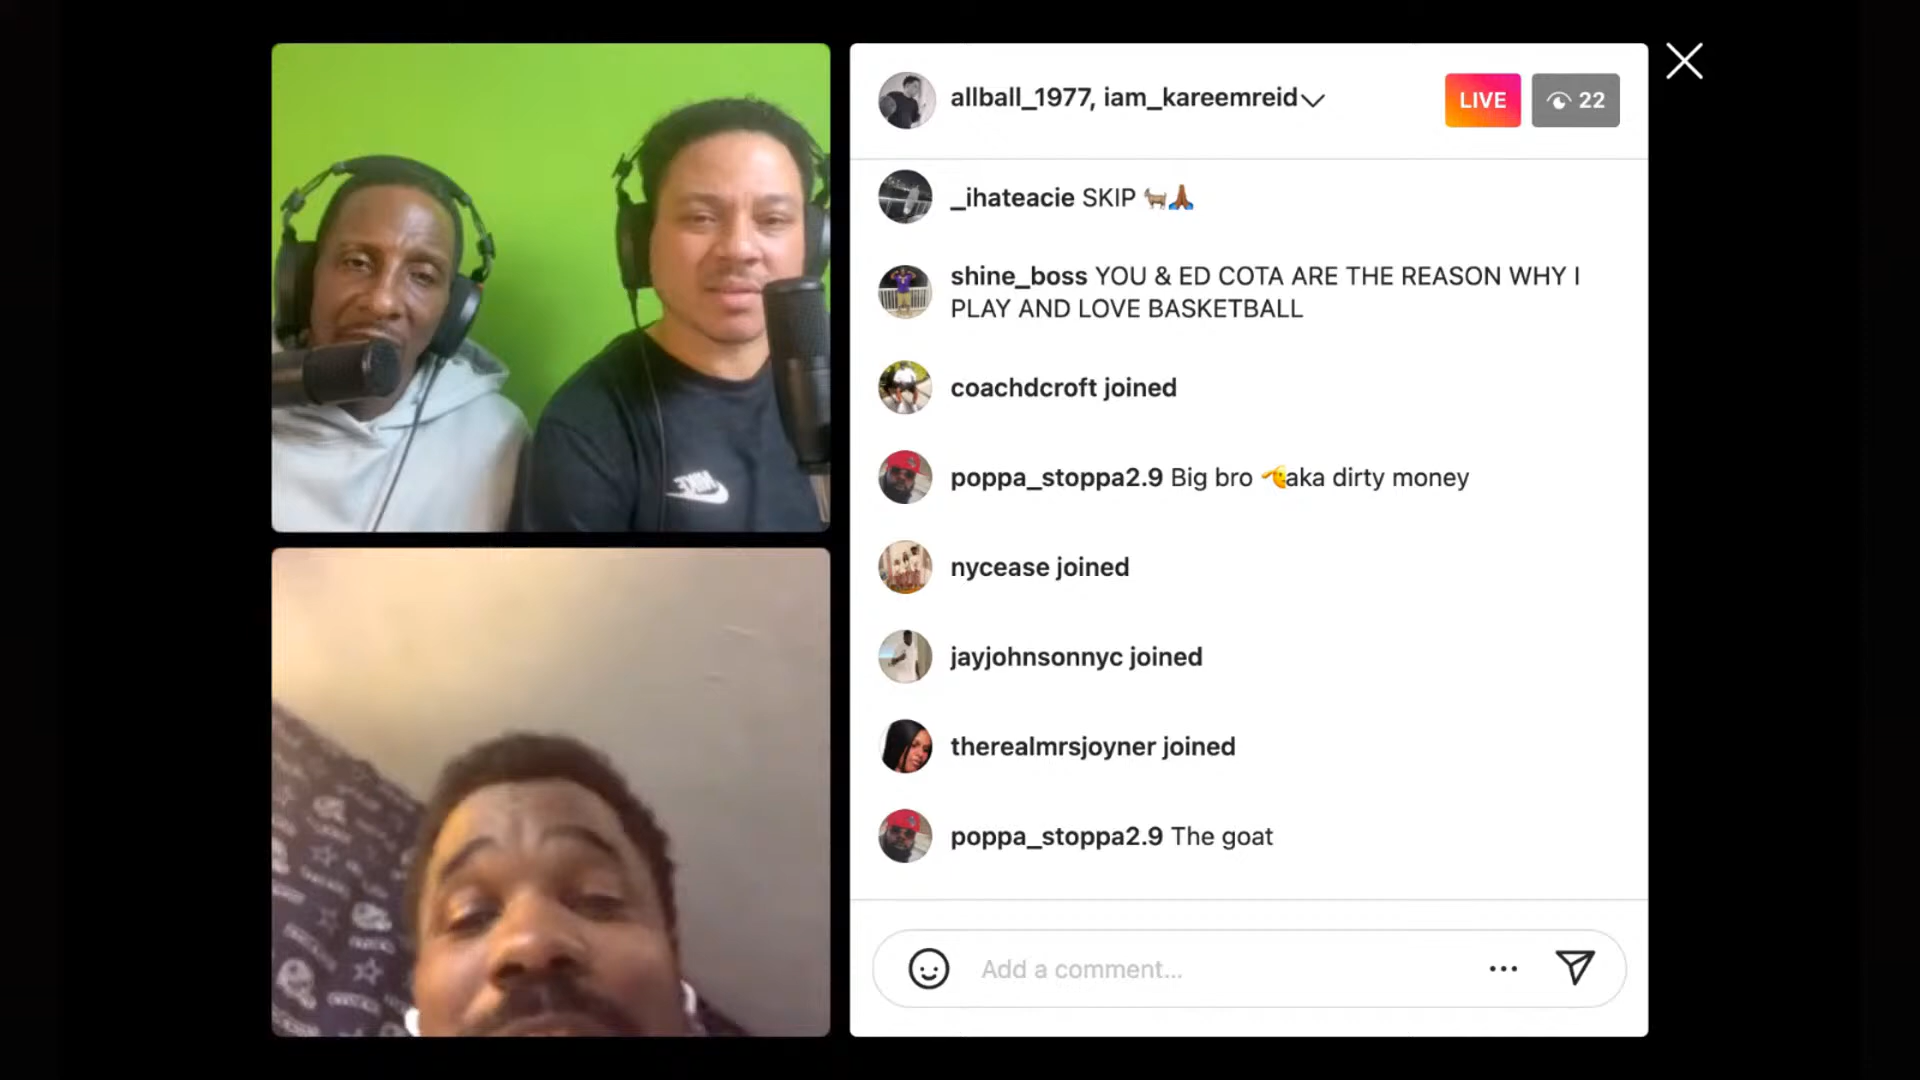 allball_1977, iam_kareemreid
LIVE
22
_ihateacie SKIP 🐐🙏🏾
shine_boss YOU & ED COTA ARE THE REASON WHY I
PLAY AND LOVE BASKETBALL
coachdcroft joined
poppa_stoppa2.9 Big bro 🫡aka dirty money
nycease joined
jayjohnsonnyc joined
therealmrsjoyner joined
poppa_stoppa2.9 The goat
Add a comment...
NIKE